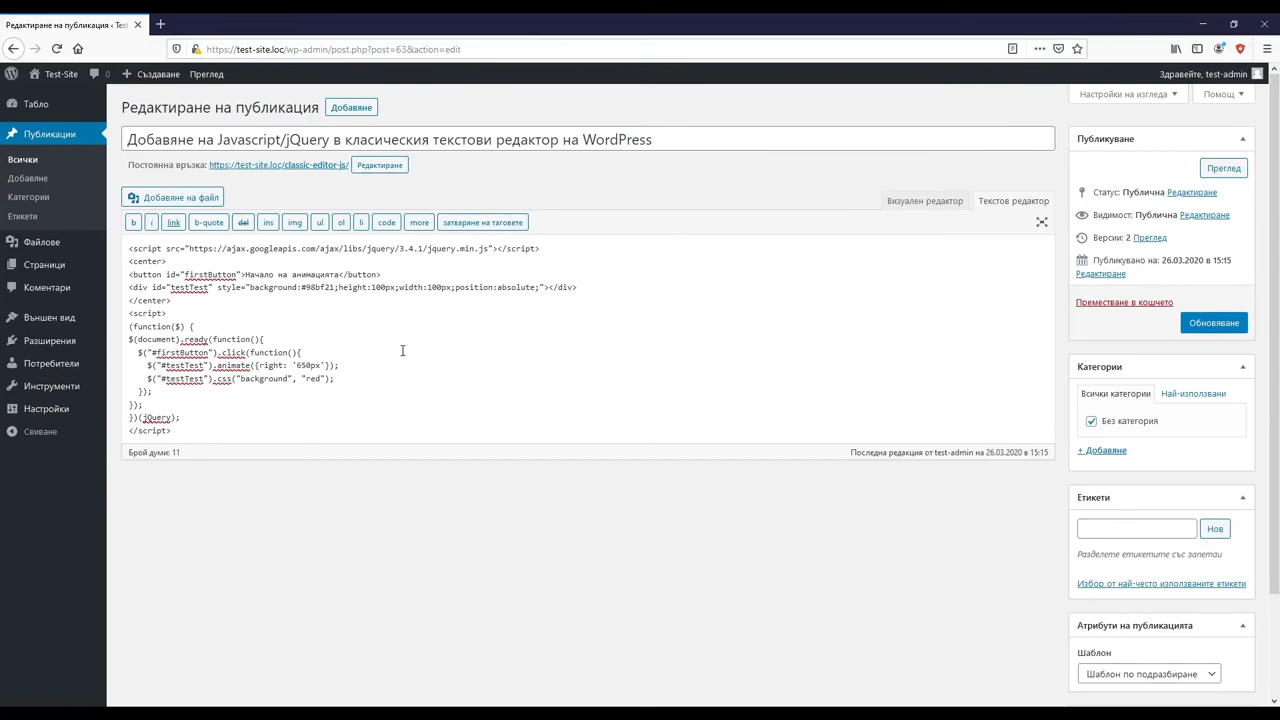 Редактиране на публикация ‹ Test
https://test-site.loc/wp-admin/post.php?post=63&action=edit
Test-Site
0
Създаване
Преглед
Здравейте, test-admin
Табло
Публикации
Всички
Добавяне
Категории
Етикети
Файлове
Страници
Коментари
Външен вид
Разширения
Потребители
Инструменти
Настройки
Свиване
Настройки на изгледа
Помощ
Редактиране на публикация
Добавяне
Добавяне на Javascript/jQuery в класическия текстови редактор на WordPress
Постоянна връзка: https://test-site.loc/classic-editor-js/ Редактиране
Добавяне на файл
Визуален редактор
Текстов редактор
b i link b-quote del ins img ul ol li code more затваряне на таговете
<script src="https://ajax.googleapis.com/ajax/libs/jquery/3.4.1/jquery.min.js"></script>
<center>
<button id="firstButton">Начало на анимацията</button>
<div id="testTest" style="background:#98bf21;height:100px;width:100px;position:absolute;"></div>
</center>
<script>
(function($) {
$(document).ready(function(){
$("#firstButton").click(function(){
$("#testTest").animate({right: '650px'});
$("#testTest").css("background", "red");
});
});
})(jQuery);
</script>
Брой думи: 11
Последна редакция от test-admin на 26.03.2020 в 15:15
Публикуване
Преглед
Статус: Публична Редактиране
Видимост: Публична Редактиране
Версии: 2 Преглед
Публикувано на: 26.03.2020 в 15:15
Редактиране
Преместване в кошчето
Обновяване
Категории
Всички категории
Най-използвани
Без категория
+ Добавяне
Етикети
Нов
Разделете етикетите със запетаи
Избор от най-често използваните етикети
Атрибути на публикацията
Шаблон
Шаблон по подразбиране